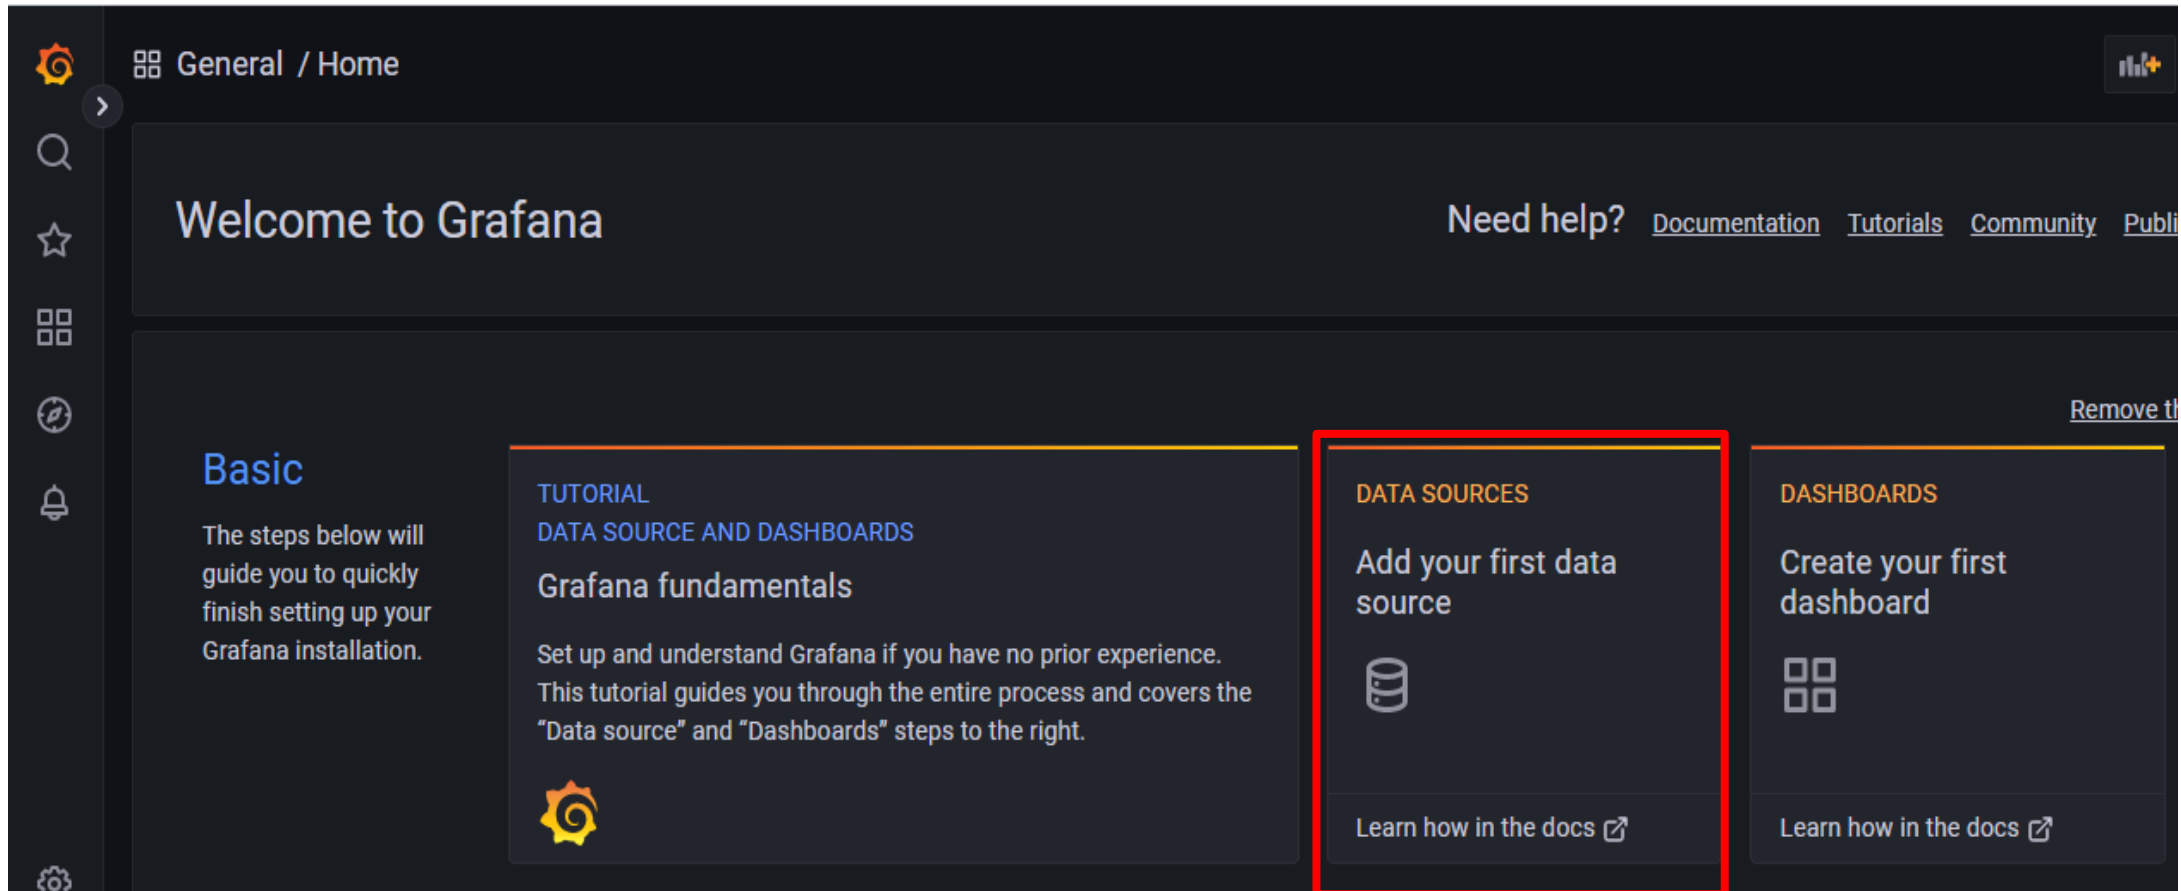 General / Home
Welcome to Grafana
Need help? Documentation Tutorials Community Publi
Remove th
Basic
The steps below will
guide you to quickly
finish setting up your
Grafana installation.
TUTORIAL
DATA SOURCE AND DASHBOARDS
Grafana fundamentals
Set up and understand Grafana if you have no prior experience.
This tutorial guides you through the entire process and covers the
“Data source” and “Dashboards” steps to the right.
DATA SOURCES
Add your first data
source
Learn how in the docs
DASHBOARDS
Create your first
dashboard
Learn how in the docs